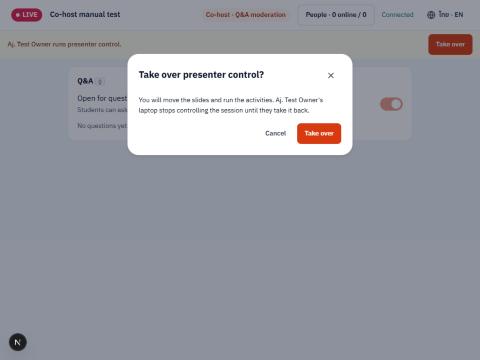 LIVE
Co-host manual test
Co-host · Q&A moderation
People · 0 online / 0
Connected
ไทย · EN
Aj. Test Owner runs presenter control.
Take over
Q&A 0
Open for quest
Students can ask
No questions yet
Take over presenter control?
You will move the slides and run the activities. Aj. Test Owner's
laptop stops controlling the session until they take it back.
Cancel
Take over
N